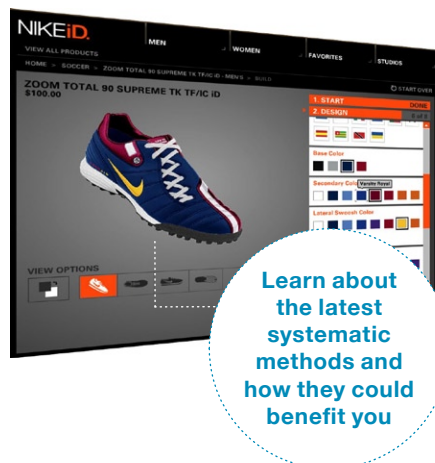 NIKEiD.
VIEW ALL PRODUCTS
MEN
WOMEN
FAVORITES
STUDIOS
HOME > SOCCER > ZOOM TOTAL 90 SUPREME TK TF/IC iD - MEN'S > BUILD
START OVER
ZOOM TOTAL 90 SUPREME TK TF/IC iD
$100.00
1. START
DONE
2. DESIGN
Base Color
Secondary Col
Varsity Royal
Lateral Swoosh Color
VIEW OPTIONS
Learn about
the latest
systematic
methods and
how they could
benefit you